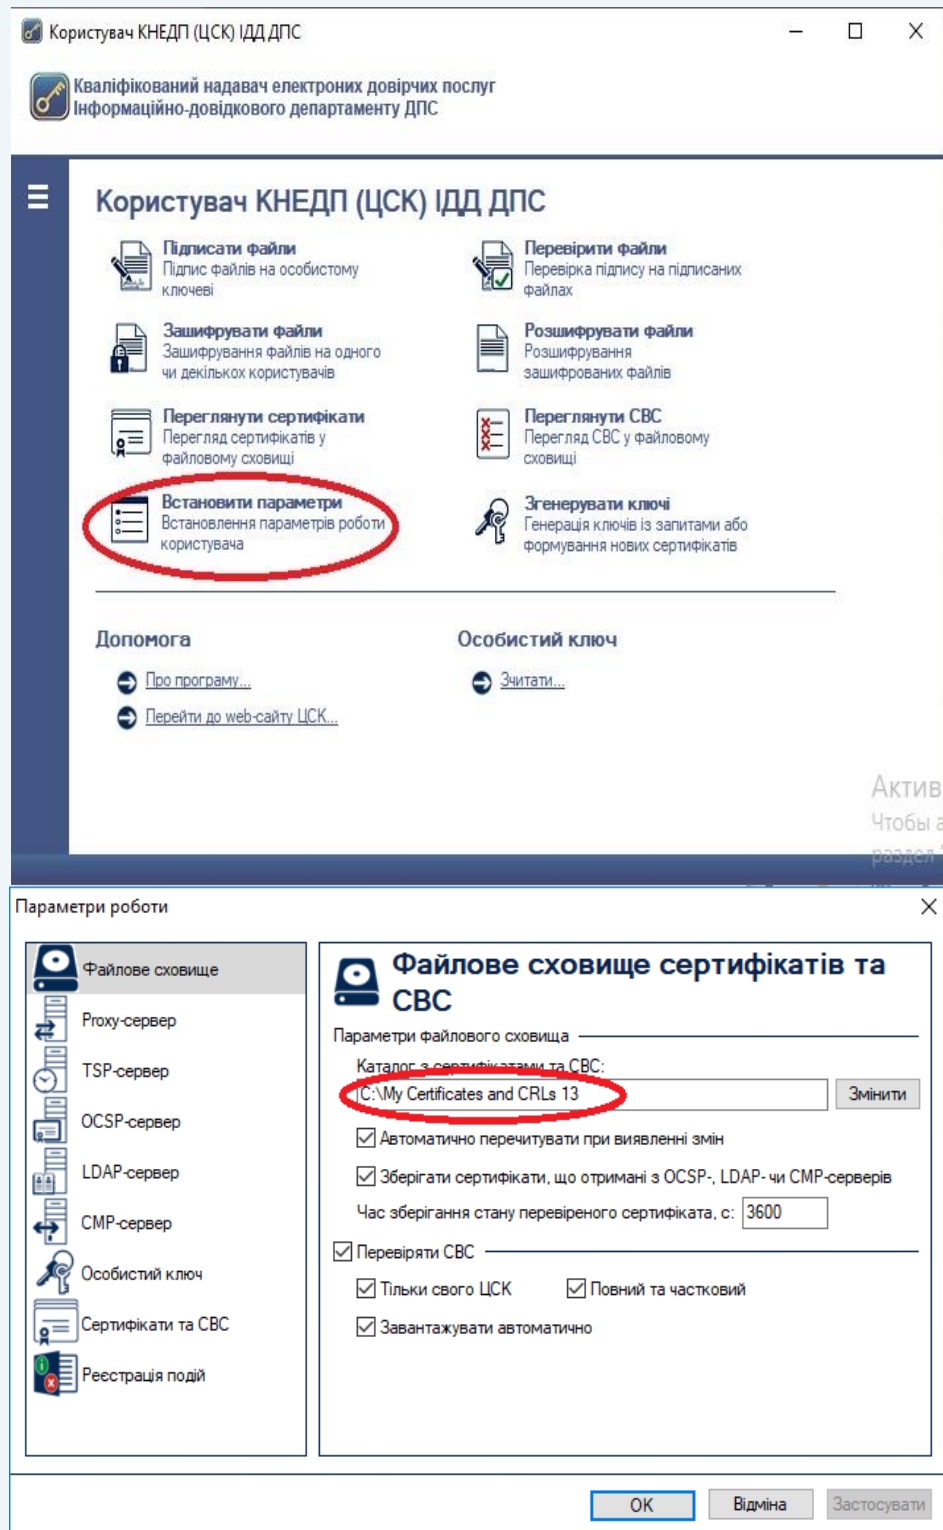 Користувач КНЕДП (ЦСК) ІДД ДПС
Кваліфікований надавач електроних довірчих послуг
Інформаційно-довідкового департаменту ДПС
Користувач КНЕДП (ЦСК) ІДД ДПС
Підписати файли
Підпис файлів на особистому
ключеві
Перевірити файли
Перевірка підпису на підписаних
файлах
Зашифрувати файли
Зашифрування файлів на одного
чи декількох користувачів
Розшифрувати файли
Розшифрування
зашифрованих файлів
Переглянути сертифікати
Перегляд сертифікатів у
файловому сховищі
Переглянути СВС
Перегляд СВС у файловому
сховищі
Встановити параметри
Встановлення параметрів роботи
користувача
Згенерувати ключі
Генерація ключів із запитами або
формування нових сертифікатів
Допомога
Про програму...
Перейти до web-сайту ЦСК...
Особистий ключ
Зчитати...
Актив
Чтобы а
раздел "
Параметри роботи
Файлове сховище
Proxy-сервер
TSP-сервер
OCSP-сервер
LDAP-сервер
CMP-сервер
Особистий ключ
Сертифікати та СВС
Реєстрація подій
Файлове сховище сертифікатів та
СВС
Параметри файлового сховища
Каталог з сертифікатами та СВС:
C:\My Certificates and CRLs 13
Змінити
Автоматично перечитувати при виявленні змін
Зберігати сертифікати, що отримані з OCSP-, LDAP- чи CMP-серверів
Час зберігання стану перевіреного сертифіката, с: 3600
Перевіряти СВС
Тільки свого ЦСК
Повний та частковий
Завантажувати автоматично
OK
Відміна
Застосувати